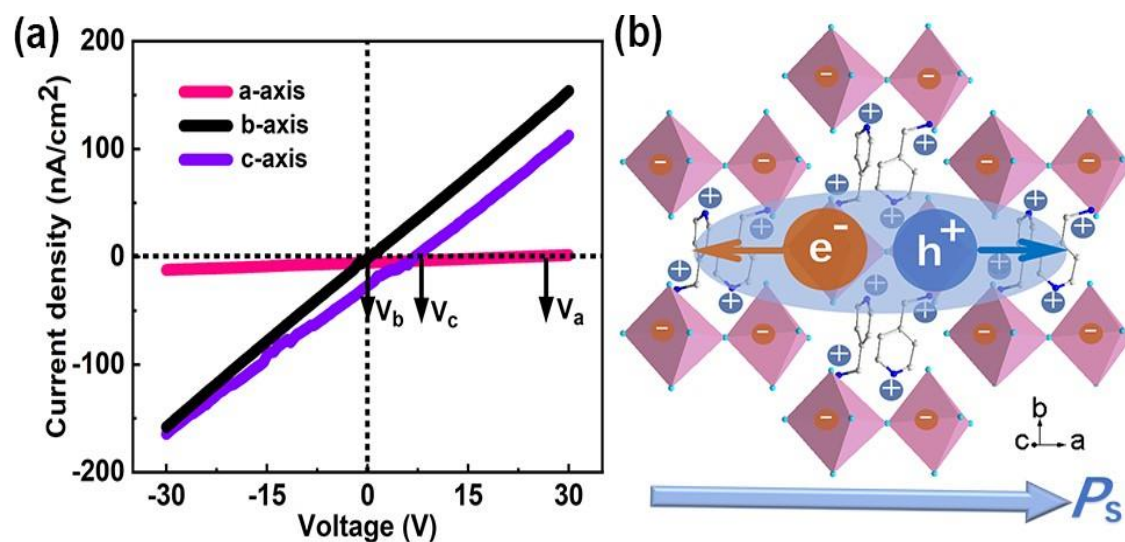 (a)
200
100
0
-100
-200
Current density (nA/cm²)
a-axis
b-axis
c-axis
Vb
Vc
Va
-30
-15
0
15
30
Voltage (V)
(b)
− −
+
− − + − −
+ + +
e⁻ h⁺
+ + + +
− − + − −
+ +
− −
b
c a
Ps